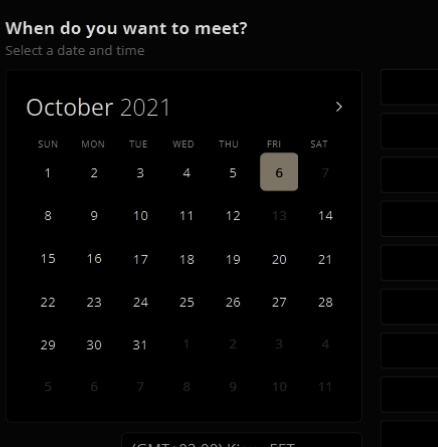 When do you want to meet?
Select a date and time
October 2021 >
SUN MON TUE WED THU FRI SAT
1 2 3 4 5 6 7
8 9 10 11 12 13 14
15 16 17 18 19 20 21
22 23 24 25 26 27 28
29 30 31 1 2 3 4
5 6 7 8 9 10 11